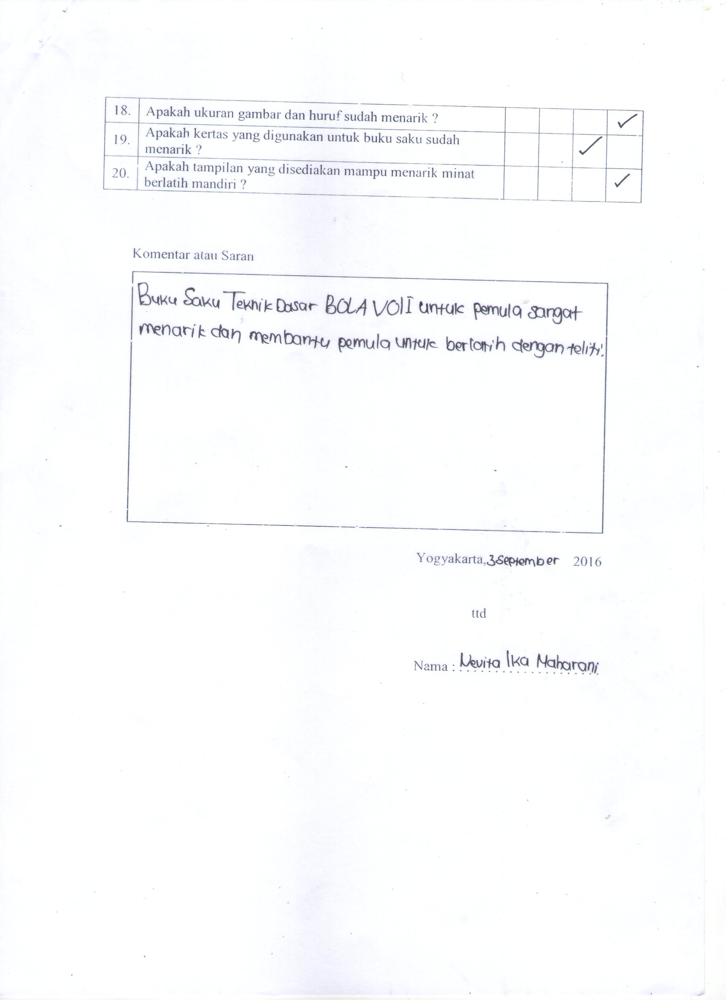 18. Apakah ukuran gambar dan huruf sudah menarik ? ✓
19. Apakah kertas yang digunakan untuk buku saku sudah
menarik ? ✓
20. Apakah tampilan yang disediakan mampu menarik minat
berlatih mandiri ? ✓
Komentar atau Saran
Buku Saku Teknik Dasar BOLA VOlI untuk pemula sangat
menarik dan membantu pemula untuk berlatih dengan teliti!
Yogyakarta, 3 September 2016
ttd
Nama : Nevita Ika Maharani